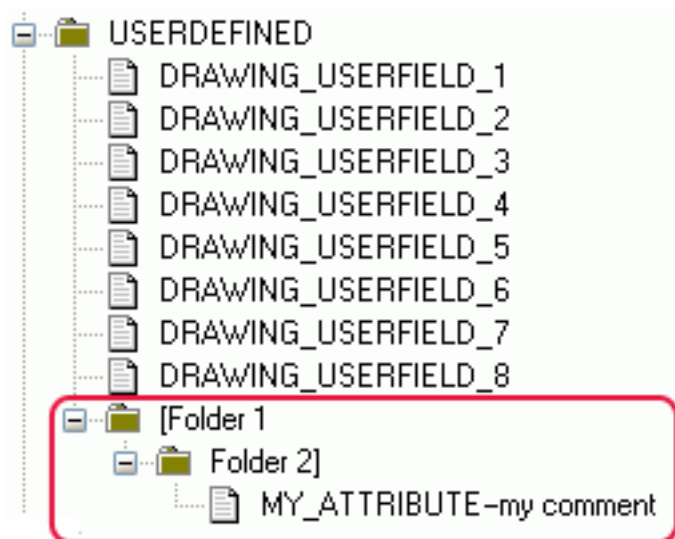 USERDEFINED
DRAWING_USERFIELD_1
DRAWING_USERFIELD_2
DRAWING_USERFIELD_3
DRAWING_USERFIELD_4
DRAWING_USERFIELD_5
DRAWING_USERFIELD_6
DRAWING_USERFIELD_7
DRAWING_USERFIELD_8
[Folder 1
Folder 2]
MY_ATTRIBUTE–my comment